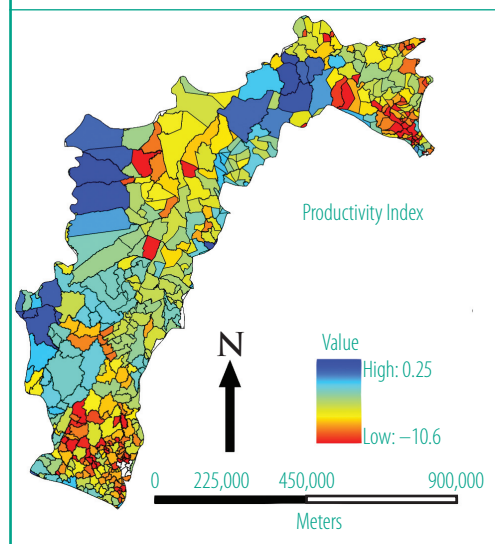 Productivity Index
N
Value
High: 0.25
Low: –10.6
0 225,000 450,000 900,000
Meters